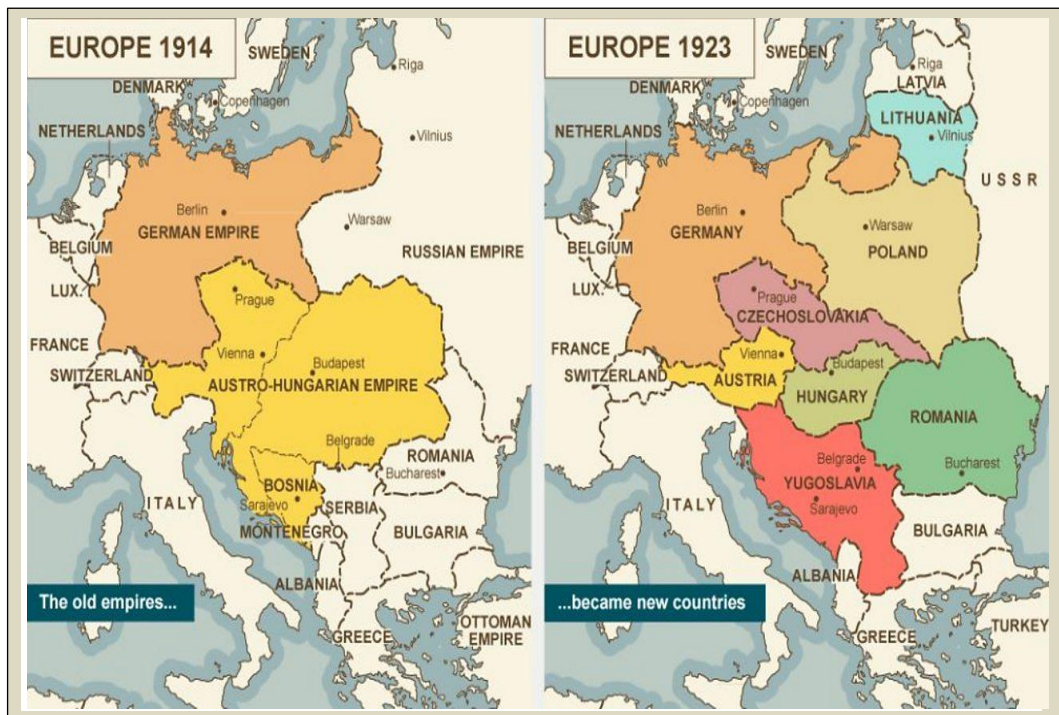 EUROPE 1914
SWEDEN
Riga
DENMARK
Copenhagen
NETHERLANDS
Vilnius
Berlin
GERMAN EMPIRE
Warsaw
BELGIUM
RUSSIAN EMPIRE
LUX.
Prague
FRANCE
Vienna
Budapest
SWITZERLAND
AUSTRO-HUNGARIAN EMPIRE
Belgrade
ROMANIA
Bucharest
BOSNIA
ITALY
Sarajevo
SERBIA
MONTENEGRO
BULGARIA
ALBANIA
The old empires...
OTTOMAN
EMPIRE
GREECE
EUROPE 1923
SWEDEN
Riga
LATVIA
DENMARK
Copenhagen
LITHUANIA
NETHERLANDS
Vilnius
USSR
Berlin
Warsaw
GERMANY
BELGIUM
POLAND
LUX.
Prague
CZECHOSLOVAKIA
FRANCE
Vienna
Budapest
SWITZERLAND
AUSTRIA
HUNGARY
ROMANIA
Belgrade
Bucharest
YUGOSLAVIA
ITALY
Sarajevo
BULGARIA
ALBANIA
...became new countries
TURKEY
GREECE